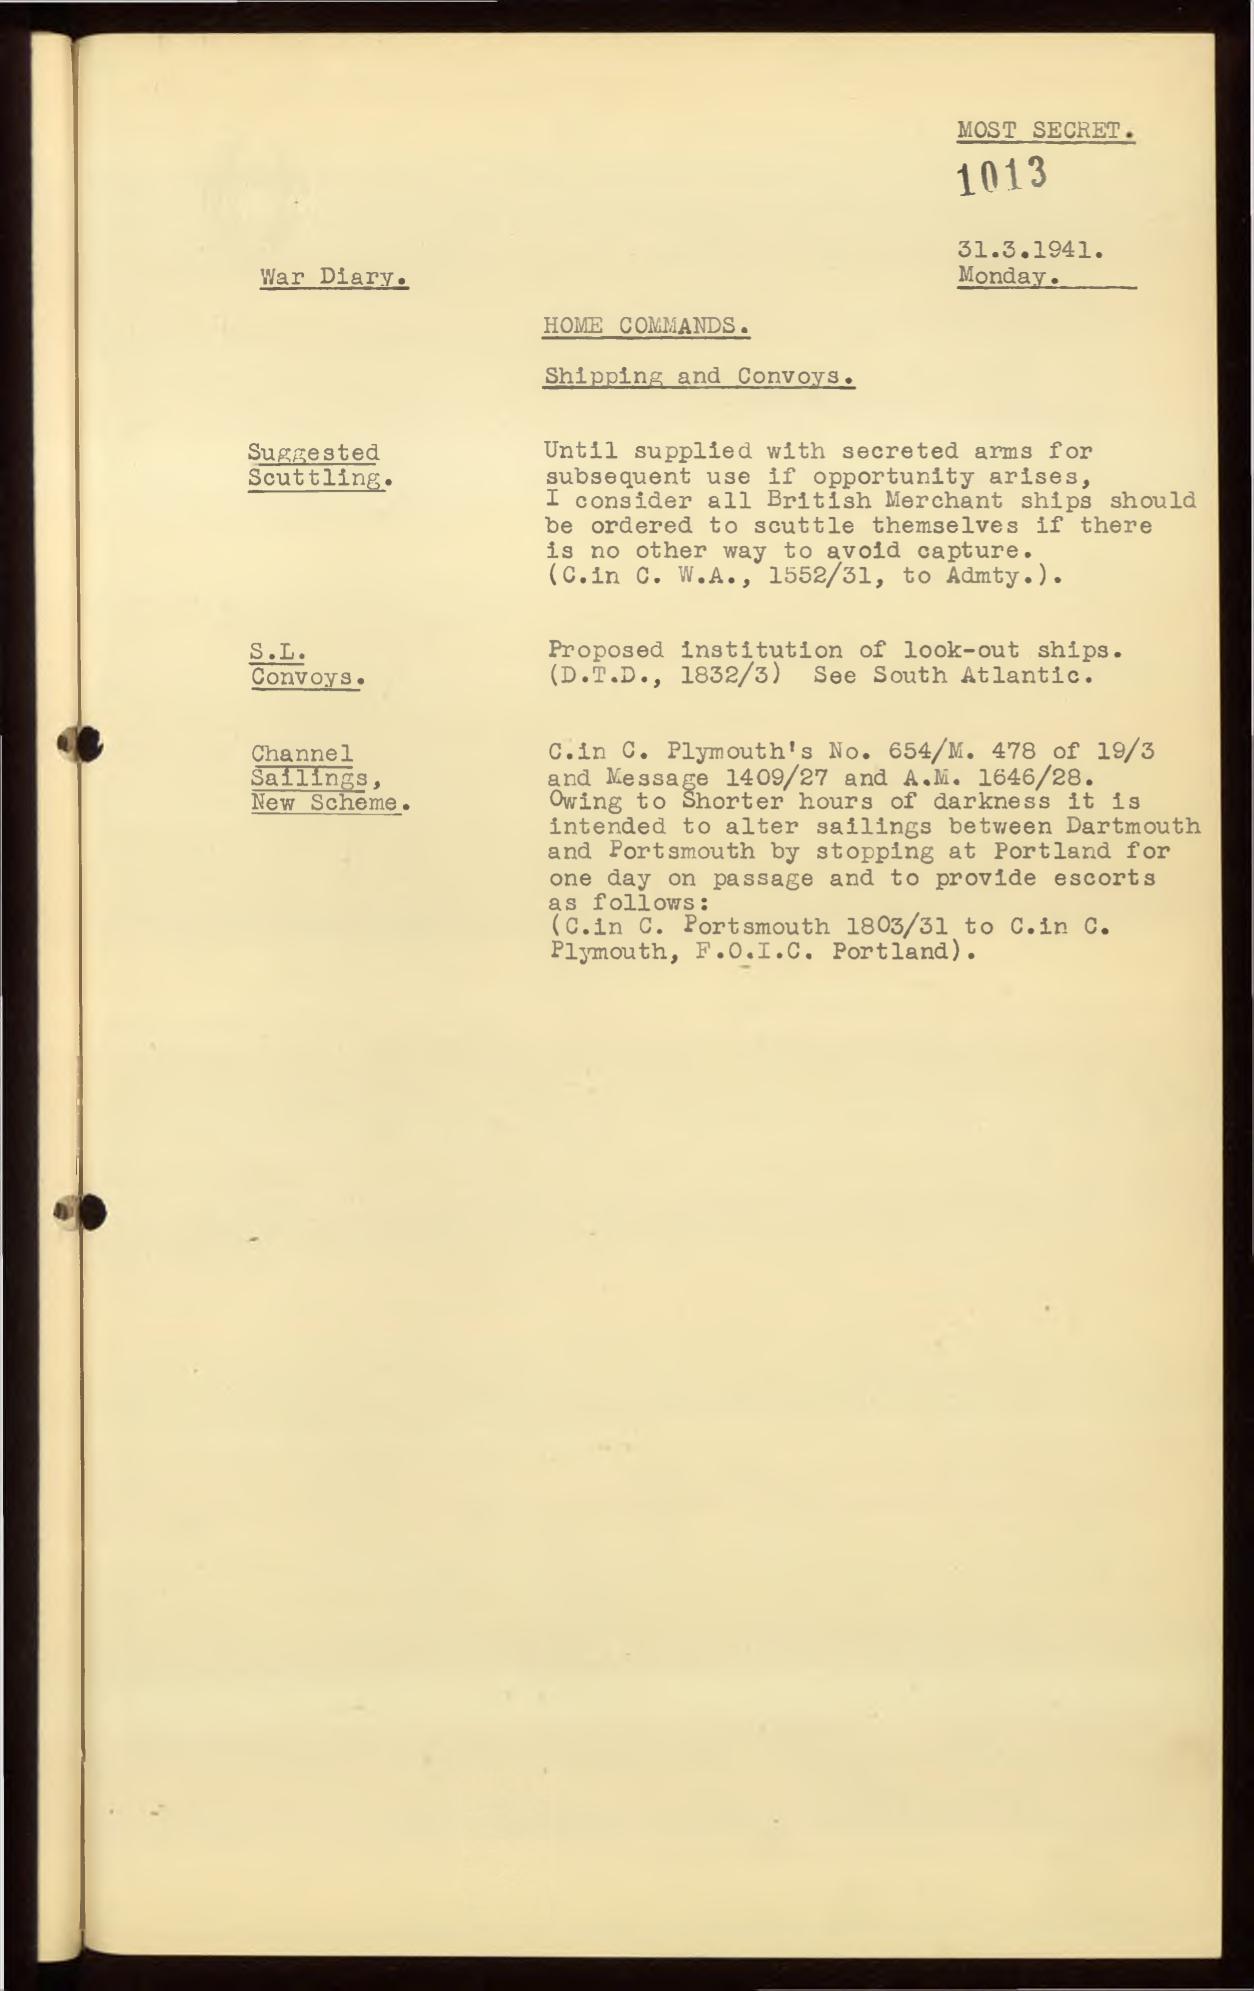 MOST SECRET.
1013
31.3.1941.
War Diary.
Monday.
HOME COMMANDS.
Shipping and Convoys.
Suggested
Scuttling.
Until supplied with secreted arms for
subsequent use if opportunity arises,
I consider all British Merchant ships should
be ordered to scuttle themselves if there
is no other way to avoid capture.
(C.in C. W.A., 1552/31, to Admty.).
S.L.
Convoys.
Proposed institution of look-out ships.
(D.T.D., 1832/3) See South Atlantic.
Channel
Sailings,
New Scheme.
C.in C. Plymouth's No. 654/M. 478 of 19/3
and Message 1409/27 and A.M. 1646/28.
Owing to Shorter hours of darkness it is
intended to alter sailings between Dartmouth
and Portsmouth by stopping at Portland for
one day on passage and to provide escorts
as follows:
(C.in C. Portsmouth 1803/31 to C.in C.
Plymouth, F.O.I.C. Portland).